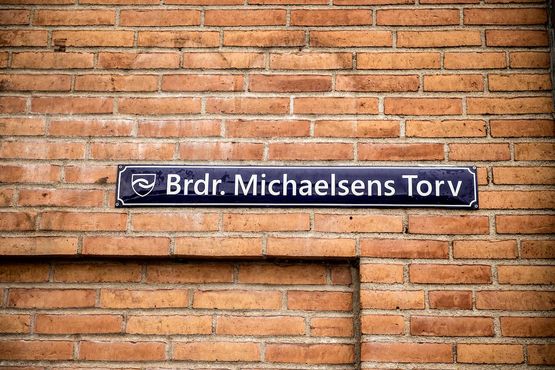 Brdr. Michaelsens Torv